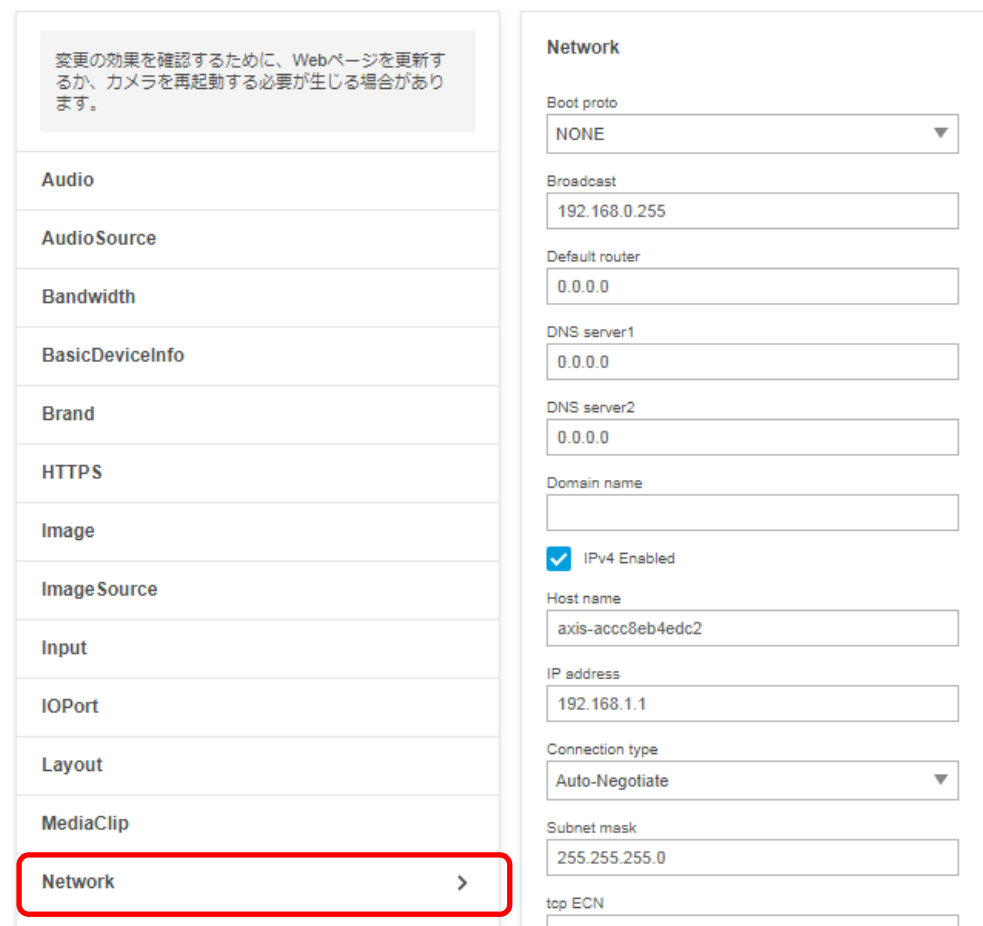 変更の効果を確認するために、Webページを更新す
るか、カメラを再起動する必要が生じる場合があり
ます。
Audio
AudioSource
Bandwidth
BasicDeviceInfo
Brand
HTTPS
Image
ImageSource
Input
IOPort
Layout
MediaClip
Network
Network
Boot proto
NONE
Broadcast
192.168.0.255
Default router
0.0.0.0
DNS server1
0.0.0.0
DNS server2
0.0.0.0
Domain name
IPv4 Enabled
Host name
axis-accc8eb4edc2
IP address
192.168.1.1
Connection type
Auto-Negotiate
Subnet mask
255.255.255.0
tcp ECN